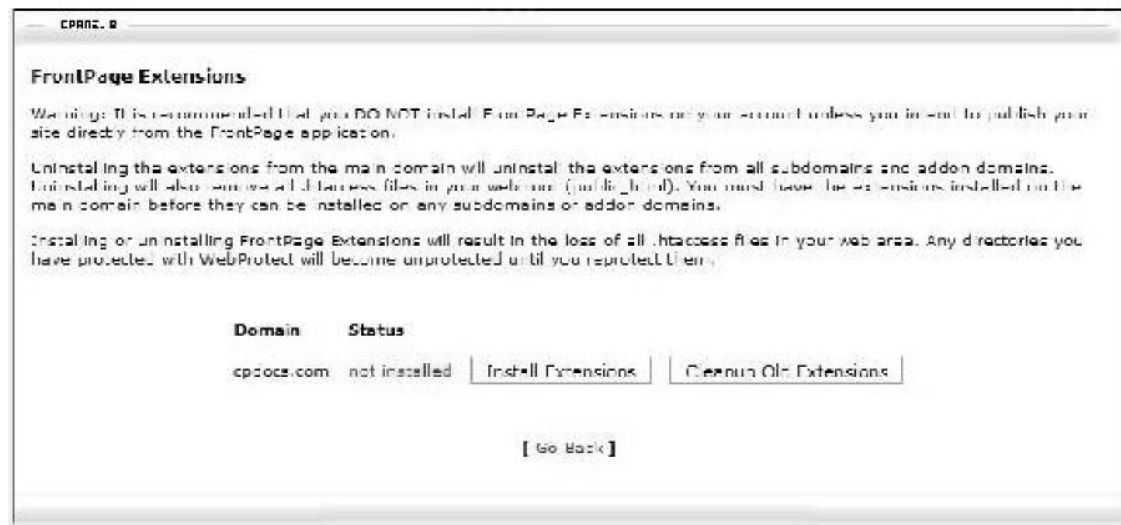 CPANEL 8
FrontPage Extensions
Warning: It is recommended that you DO NOT install FrontPage Extensions on your account unless you intend to publish your
site directly from the FrontPage application.
Uninstalling the extensions from the main domain will uninstall the extensions from all subdomains and addon domains.
Uninstalling will also remove all .htaccess files in your web root (public_html). You must have the extensions installed on the
main domain before they can be installed on any subdomains or addon domains.
Installing or uninstalling FrontPage Extensions will result in the loss of all .htaccess files in your web area. Any directories you
have protected with WebProtect will become unprotected until you reprotect them.
Domain Status
cpdocs.com not installed Install Extensions Cleanup Old Extensions
[ Go Back ]